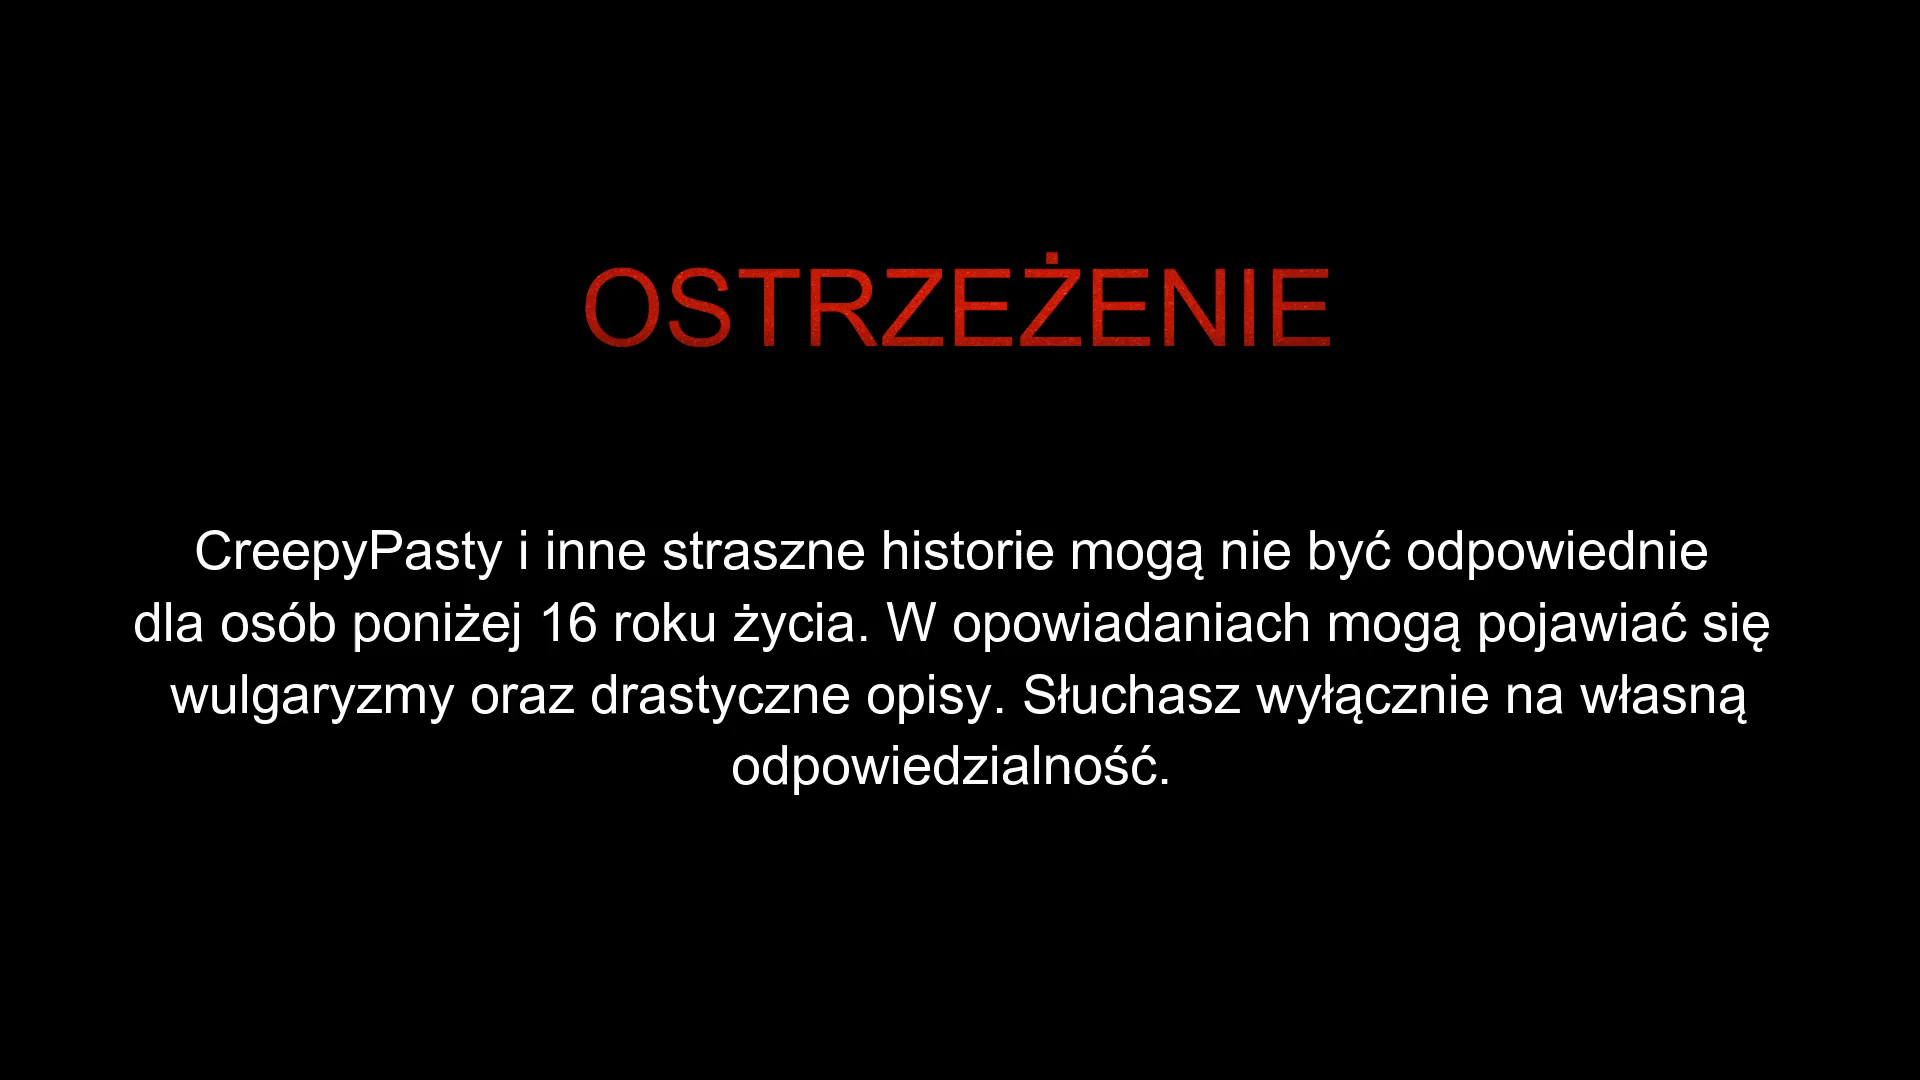 OSTRZEŻENIE
CreepyPasty i inne straszne historie mogą nie być odpowiednie
dla osób poniżej 16 roku życia. W opowiadaniach mogą pojawiać się
wulgaryzmy oraz drastyczne opisy. Słuchasz wyłącznie na własną
odpowiedzialność.